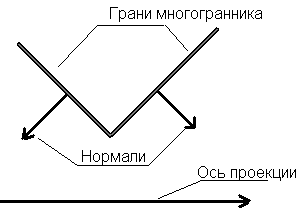 Грани многогранника
Нормали
Ось проекции